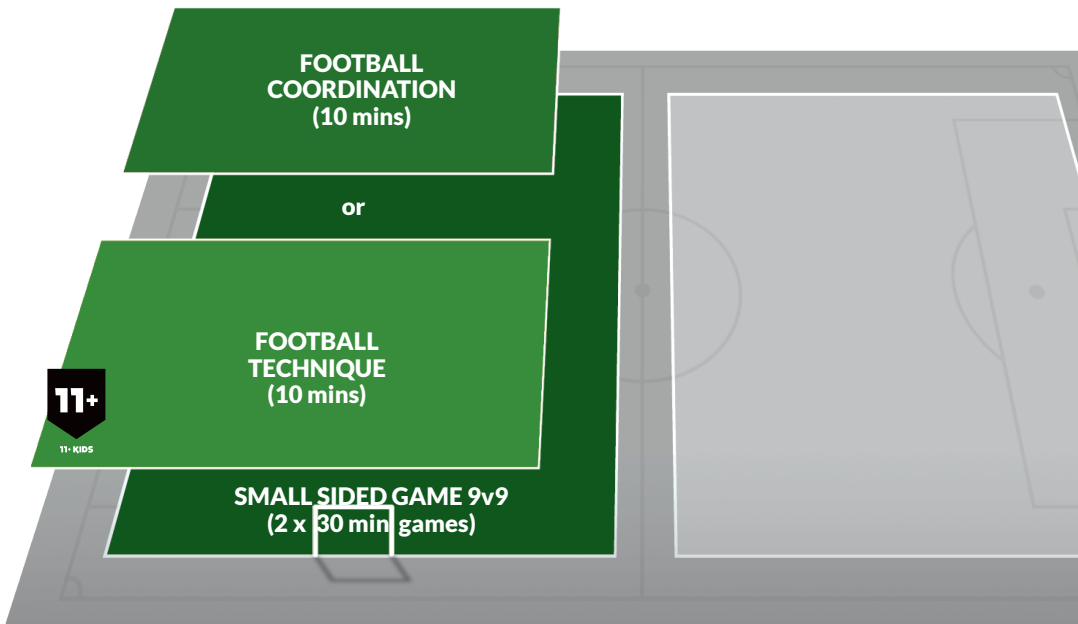 FOOTBALL
COORDINATION
(10 mins)
or
FOOTBALL
TECHNIQUE
(10 mins)
11+
11+ KIDS
SMALL SIDED GAME 9v9
(2 x 30 min games)